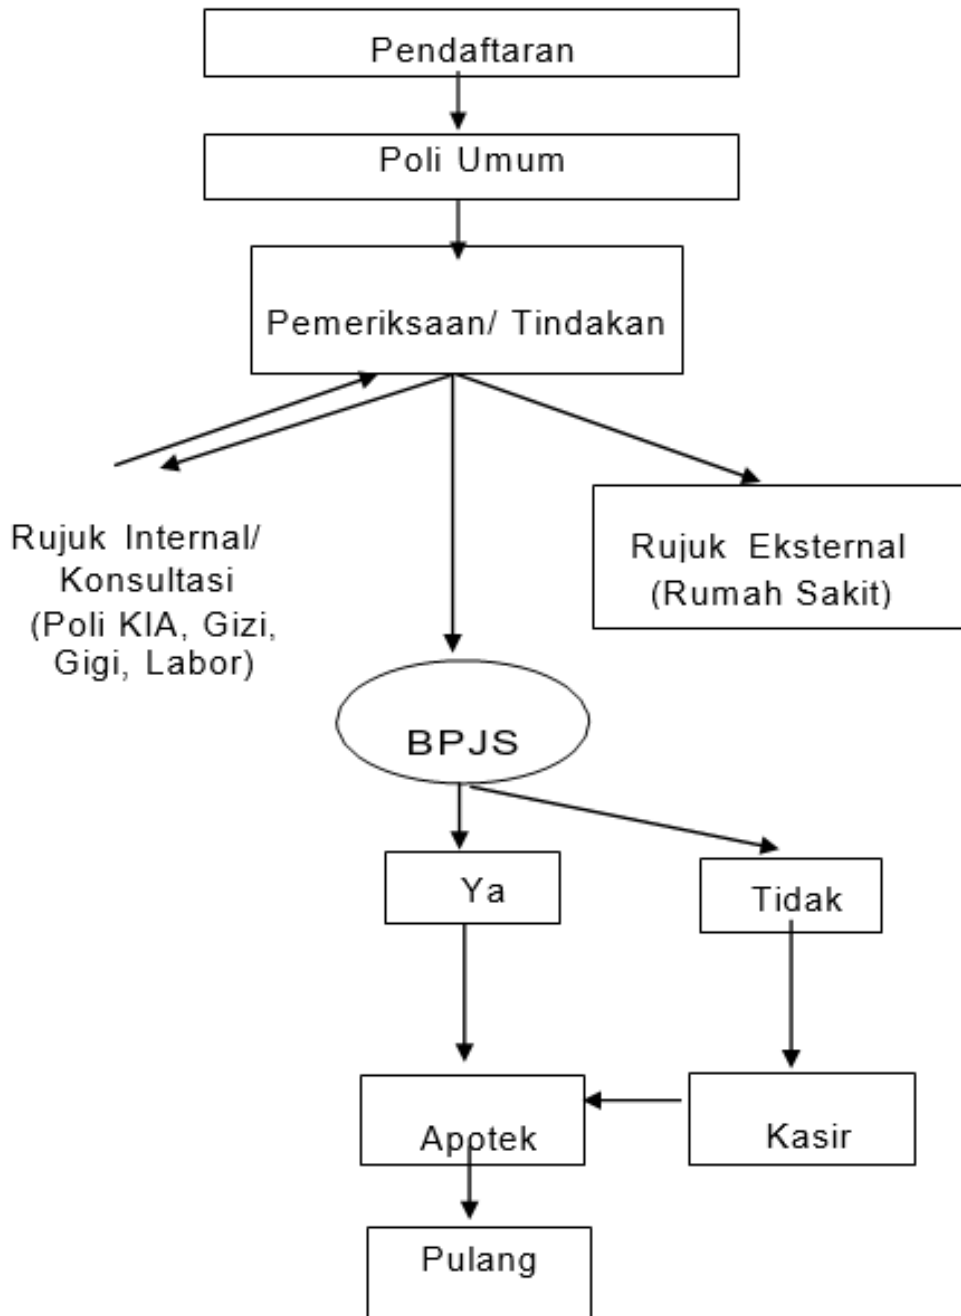 Pendaftaran
Poli Umum
Pemeriksaan/ Tindakan
Rujuk Internal/
Konsultasi
(Poli KIA, Gizi,
Gigi, Labor)
Rujuk Eksternal
(Rumah Sakit)
BPJS
Ya
Tidak
Apotek
Kasir
Pulang